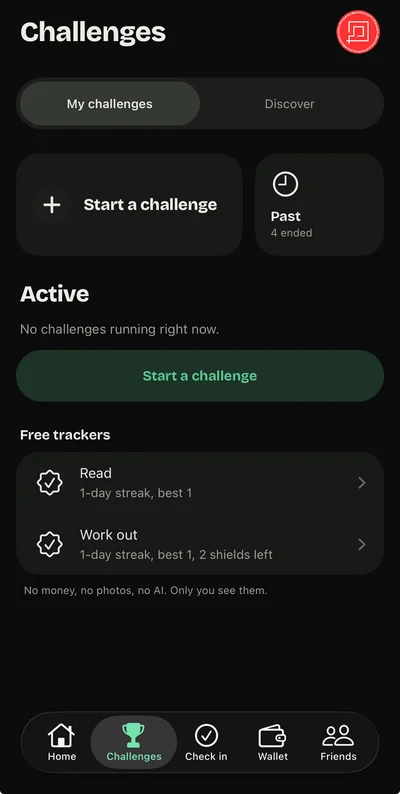 Challenges
My challenges
Discover
Start a challenge
Past
4 ended
Active
No challenges running right now.
Start a challenge
Free trackers
Read
1-day streak, best 1
Work out
1-day streak, best 1, 2 shields left
No money, no photos, no AI. Only you see them.
Home
Challenges
Check in
Wallet
Friends